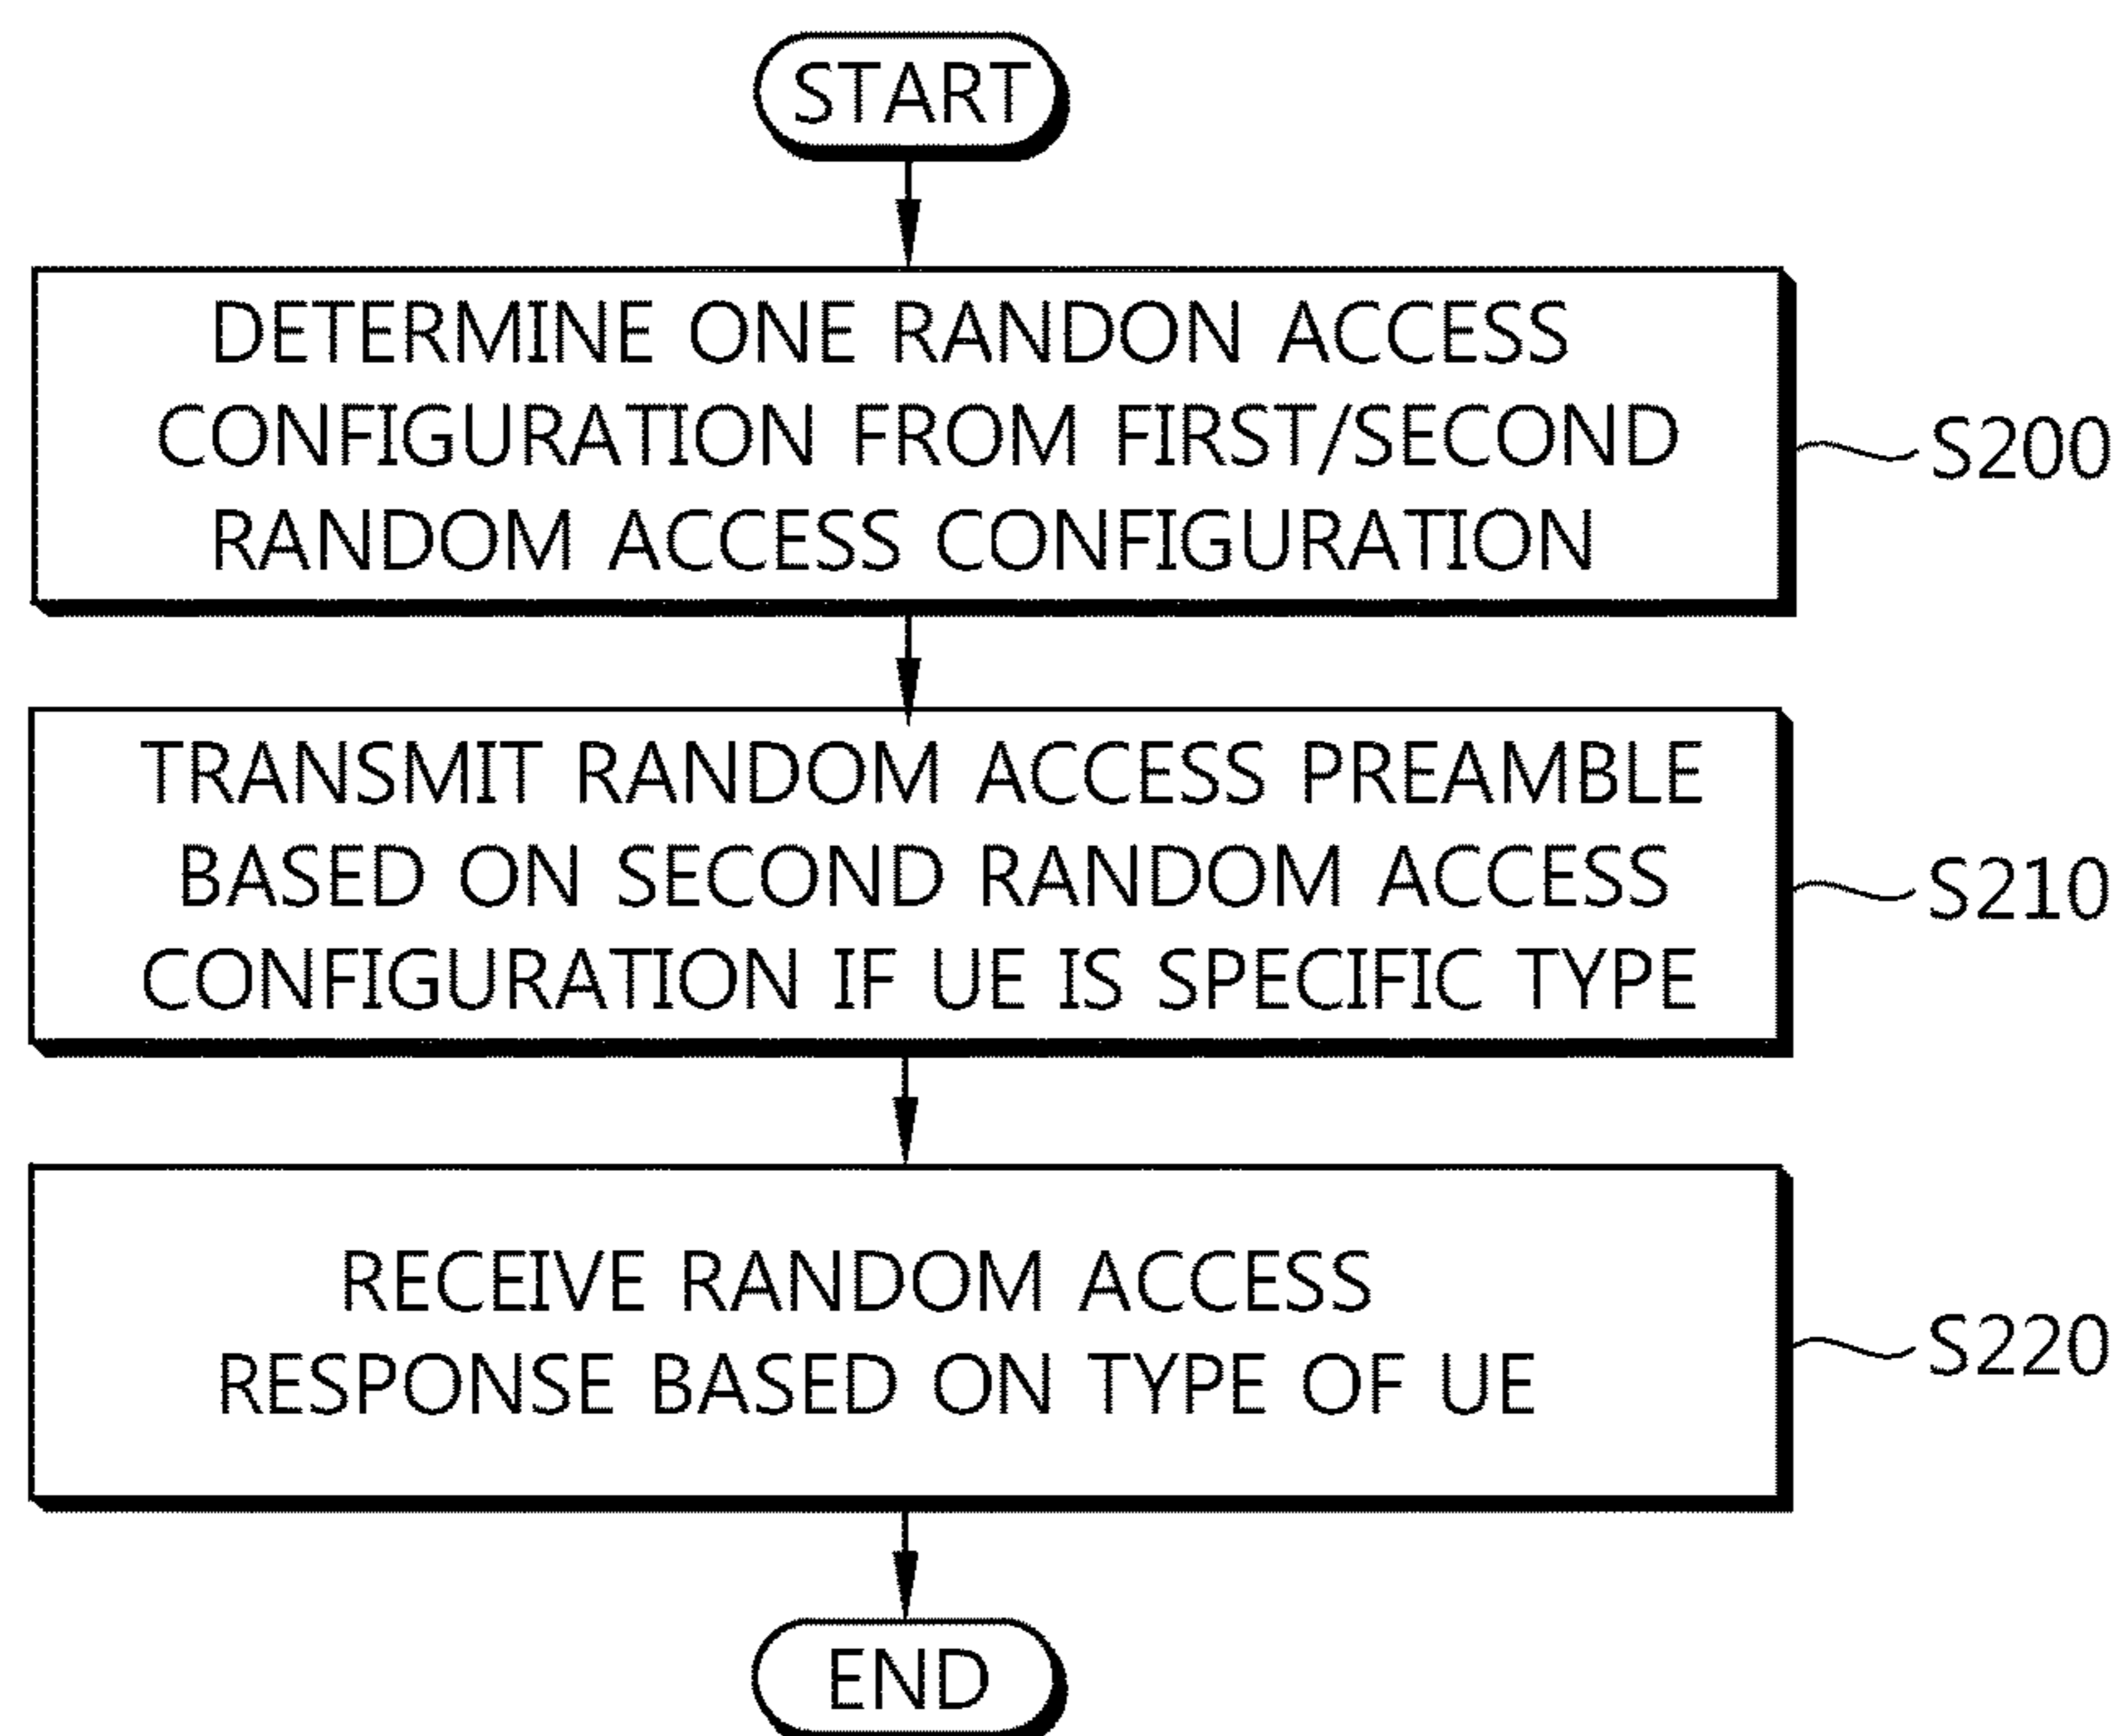 START
DETERMINE ONE RANDON ACCESS
CONFIGURATION FROM FIRST/SECOND
RANDOM ACCESS CONFIGURATION
S200
TRANSMIT RANDOM ACCESS PREAMBLE
BASED ON SECOND RANDOM ACCESS
CONFIGURATION IF UE IS SPECIFIC TYPE
S210
RECEIVE RANDOM ACCESS
RESPONSE BASED ON TYPE OF UE
S220
END